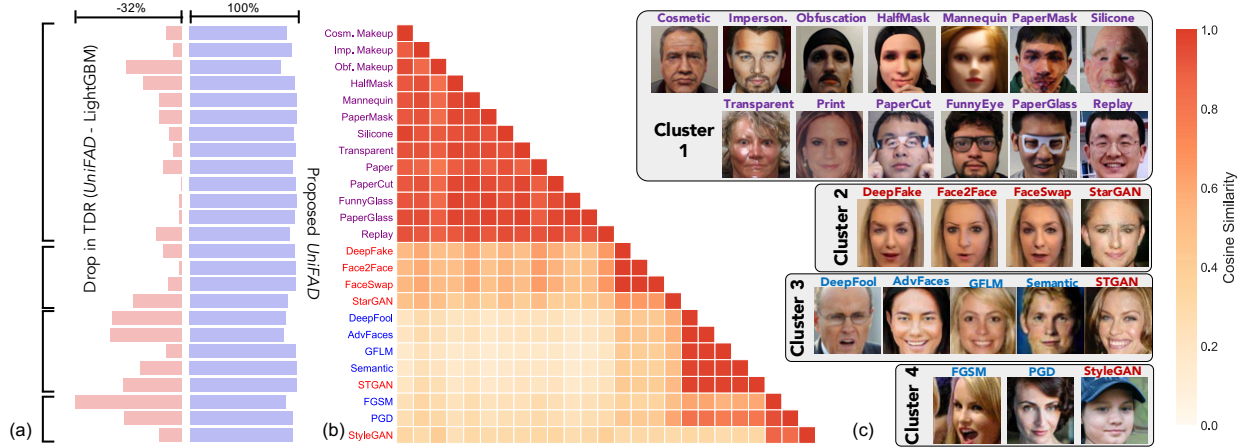 -32%
100%
Drop in TDR (UniFAD - LightGBM)
Proposed UniFAD
(a)
Cosm. Makeup
Imp. Makeup
Obf. Makeup
HalfMask
Mannequin
PaperMask
Silicone
Transparent
Paper
PaperCut
FunnyGlass
PaperGlass
Replay
DeepFake
Face2Face
FaceSwap
StarGAN
DeepFool
AdvFaces
GFLM
Semantic
STGAN
FGSM
PGD
StyleGAN
(b)
Cosmetic Imperson. Obfuscation HalfMask Mannequin PaperMask Silicone
Transparent Print PaperCut FunnyEye PaperGlass Replay
Cluster
1
Cluster 2
DeepFake Face2Face FaceSwap StarGAN
Cluster 3
DeepFool AdvFaces GFLM Semantic STGAN
Cluster 4
FGSM PGD StyleGAN
(c)
1.0
0.8
0.6
0.4
0.2
0.0
Cosine Similarity